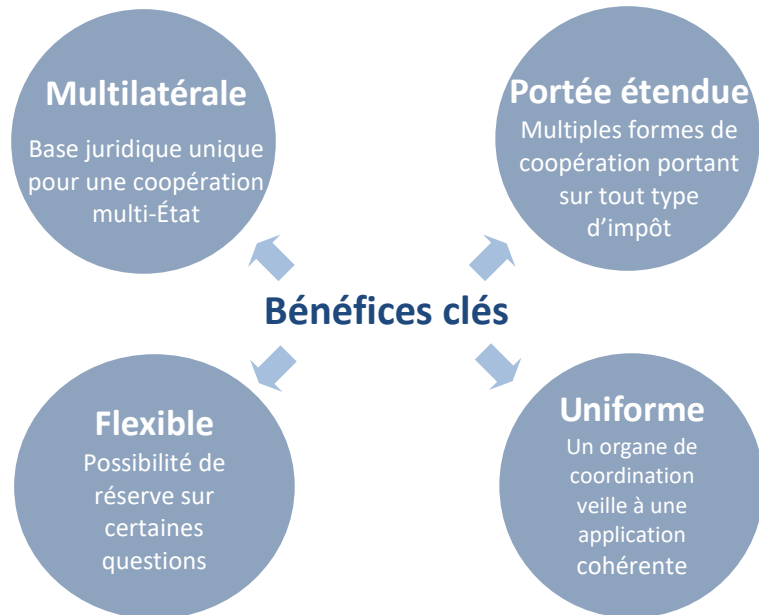 Multilatérale
Base juridique unique
pour une coopération
multi-État
Portée étendue
Multiples formes de
coopération portant
sur tout type
d’impôt
Bénéfices clés
Flexible
Possibilité de
réserve sur
certaines
questions
Uniforme
Un organe de
coordination
veille à une
application
cohérente